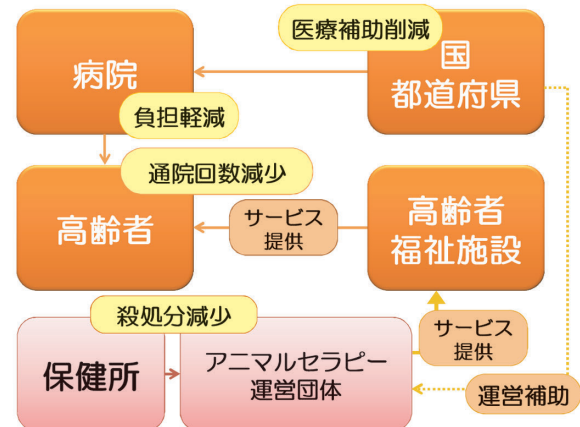 医療補助削減
病院
国
都道府県
負担軽減
通院回数減少
高齢者
サービス
提供
高齢者
福祉施設
殺処分減少
サービス
提供
保健所
アニマルセラピー
運営団体
運営補助